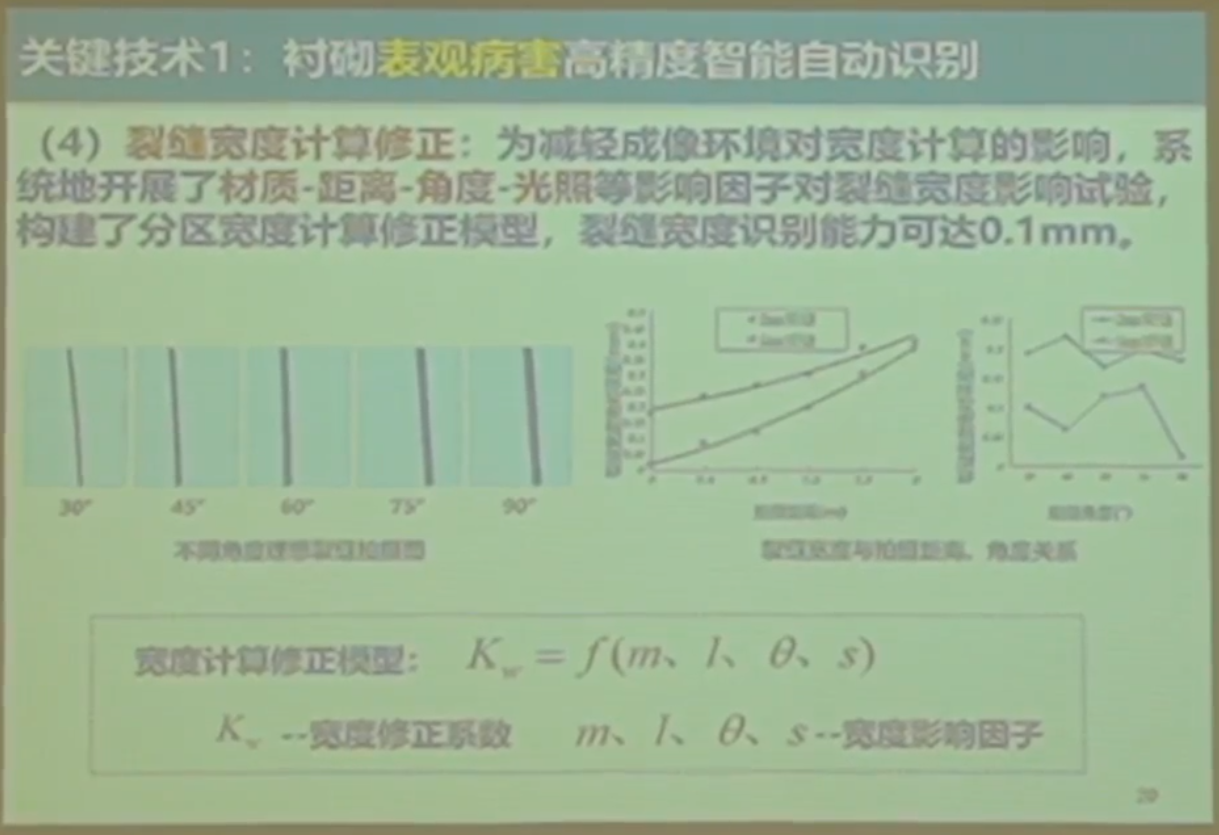 关键技术1：衬砌表观病害高精度智能自动识别
（4）裂缝宽度计算修正：为减轻成像环境对宽度计算的影响，系
统地开展了材质-距离-角度-光照等影响因子对裂缝宽度影响试验，
构建了分区宽度计算修正模型，裂缝宽度识别能力可达0.1mm。
30° 45° 60° 75° 90°
不同角度理想裂缝拍摄图
裂缝宽度与拍摄距离、角度关系
宽度计算修正模型： K_w = f(m、l、θ、s)
K_w --宽度修正系数 m、l、θ、s--宽度影响因子
20